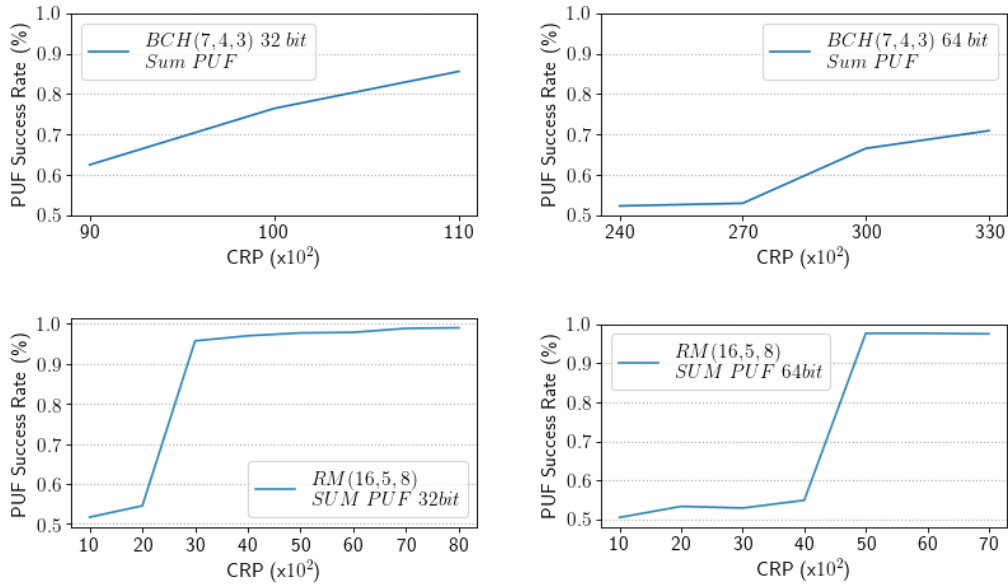 PUF Success Rate (%)
1.0
0.9
0.8
0.7
0.6
0.5
BCH(7, 4, 3) 32 bit
Sum PUF
90 100 110
CRP (x10²)
PUF Success Rate (%)
1.0
0.9
0.8
0.7
0.6
0.5
BCH(7, 4, 3) 64 bit
Sum PUF
240 270 300 330
CRP (x10²)
PUF Success Rate (%)
1.0
0.9
0.8
0.7
0.6
0.5
RM(16,5,8)
SUM PUF 32bit
10 20 30 40 50 60 70 80
CRP (x10²)
PUF Success Rate (%)
1.0
0.9
0.8
0.7
0.6
0.5
RM(16,5,8)
SUM PUF 64bit
10 20 30 40 50 60 70
CRP (x10²)